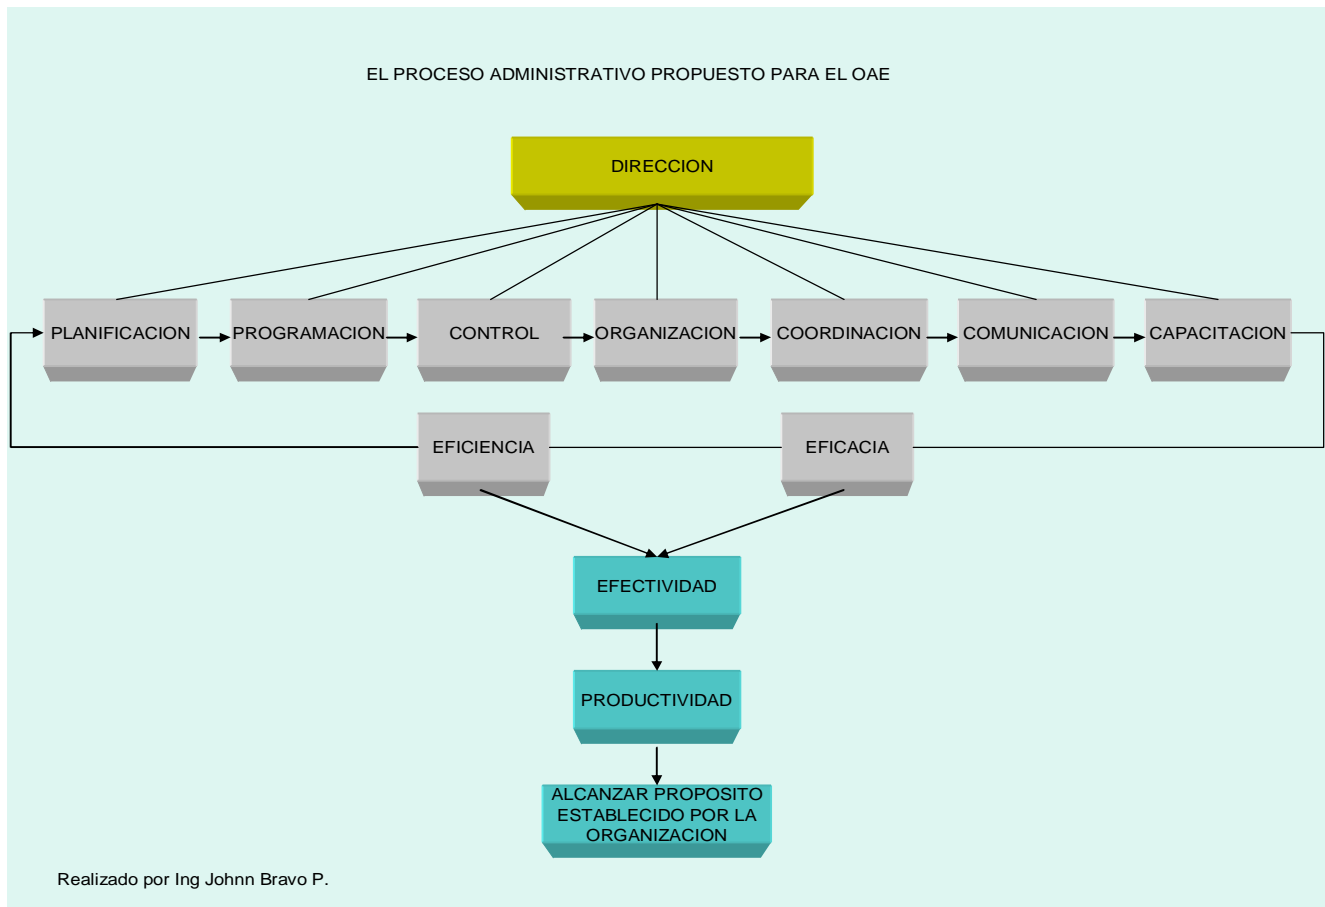 EL PROCESO ADMINISTRATIVO PROPUESTO PARA EL OAE
DIRECCION
PLANIFICACION
PROGRAMACION
CONTROL
ORGANIZACION
COORDINACION
COMUNICACION
CAPACITACION
EFICIENCIA
EFICACIA
EFECTIVIDAD
PRODUCTIVIDAD
ALCANZAR PROPOSITO
ESTABLECIDO POR LA
ORGANIZACION
Realizado por Ing Johnn Bravo P.